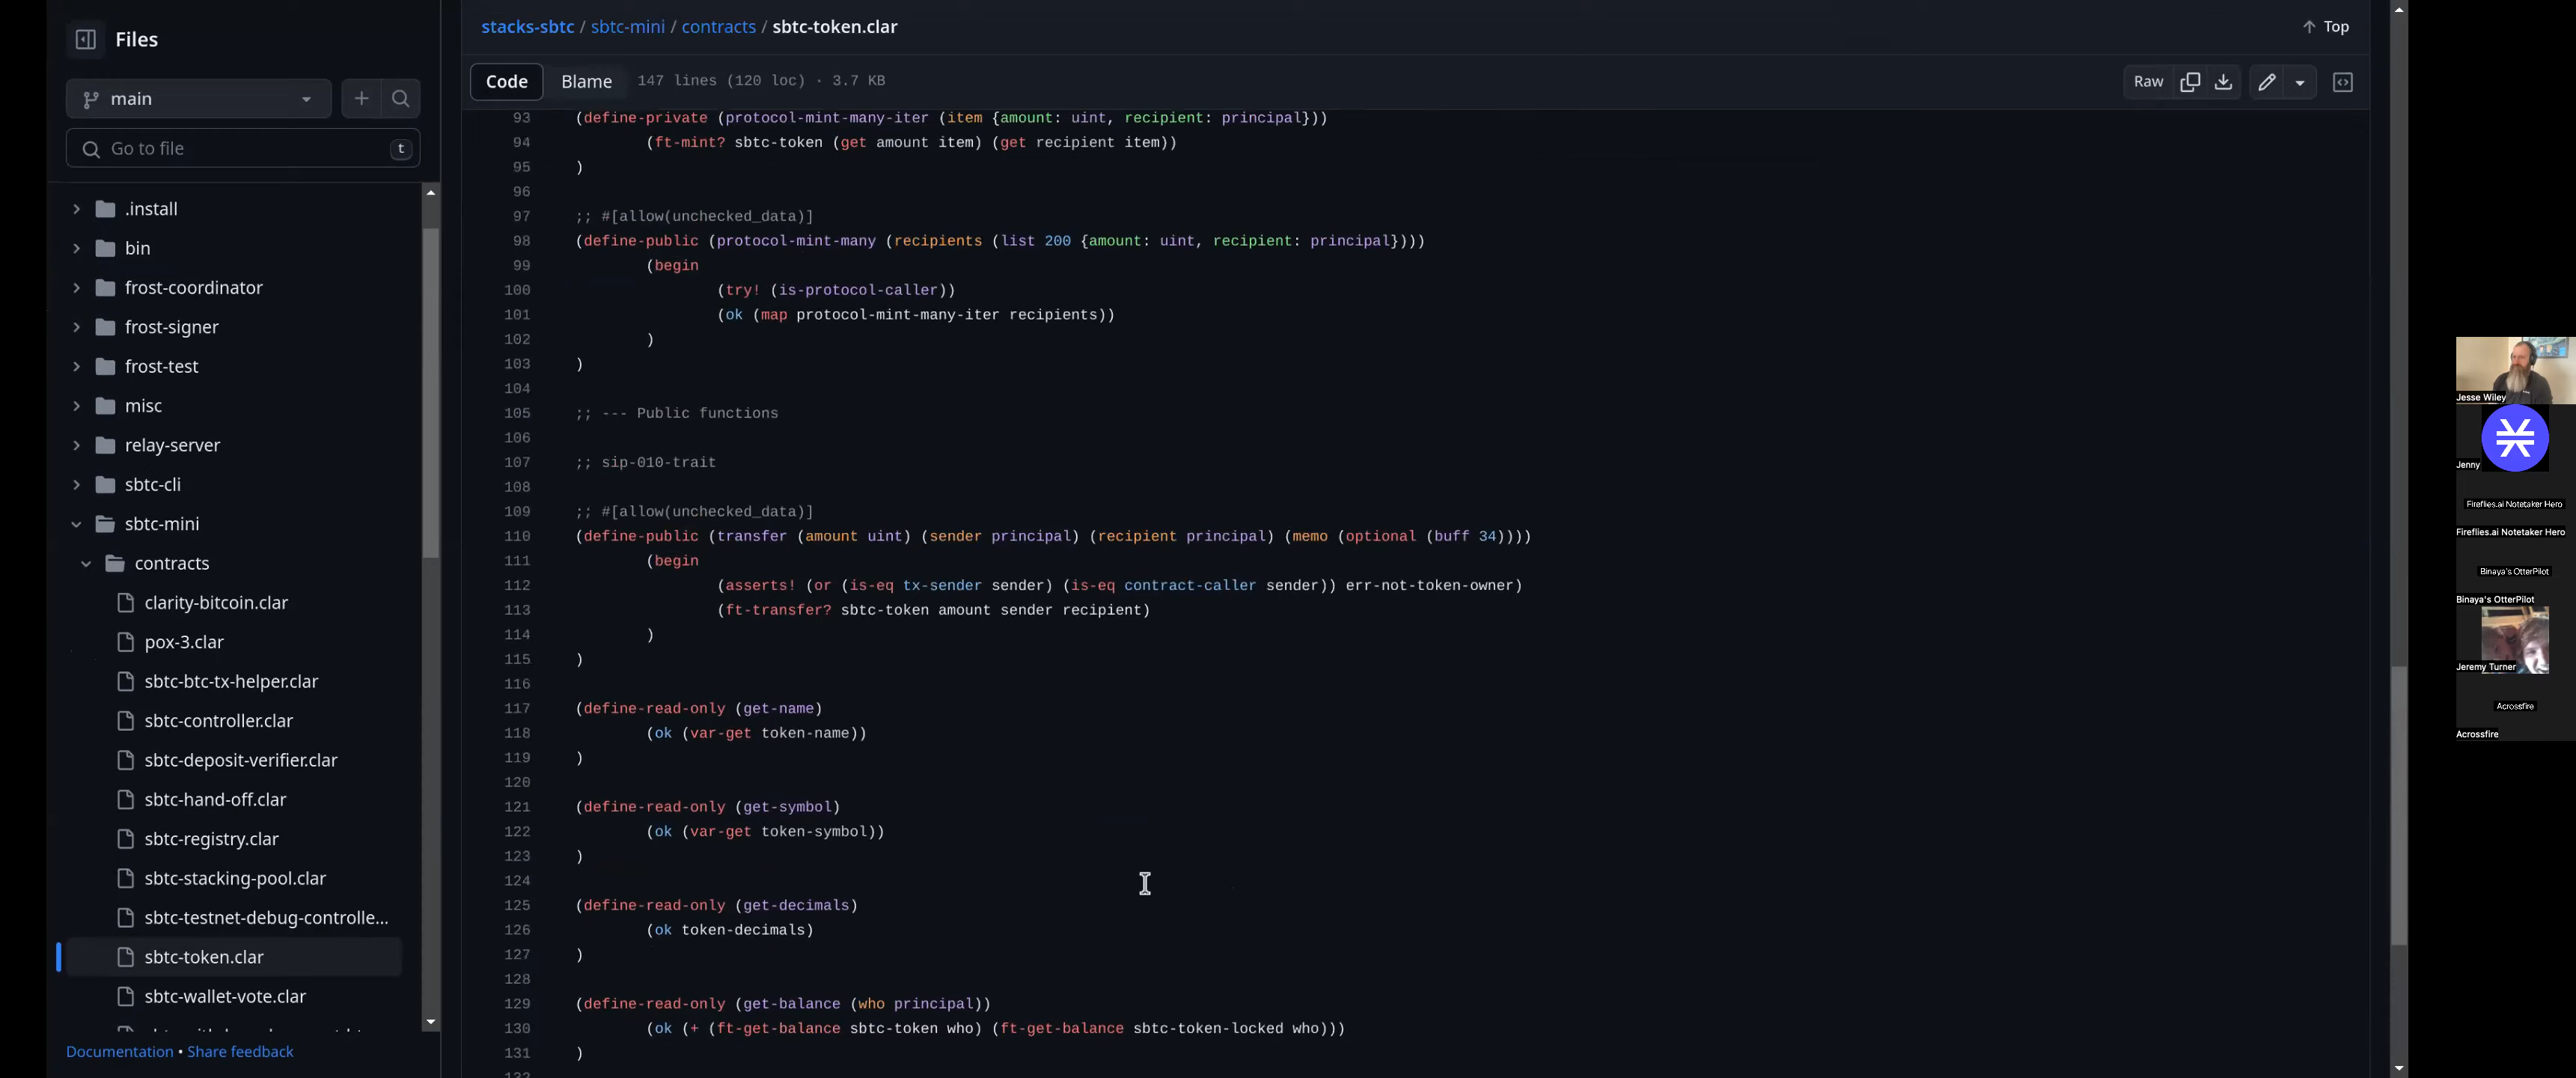 Files
main
Go to file
t
.install
bin
frost-coordinator
frost-signer
frost-test
misc
relay-server
sbtc-cli
sbtc-mini
contracts
clarity-bitcoin.clar
pox-3.clar
sbtc-btc-tx-helper.clar
sbtc-controller.clar
sbtc-deposit-verifier.clar
sbtc-hand-off.clar
sbtc-registry.clar
sbtc-stacking-pool.clar
sbtc-testnet-debug-controlle...
sbtc-token.clar
sbtc-wallet-vote.clar
Documentation • Share feedback
stacks-sbtc / sbtc-mini / contracts / sbtc-token.clar
Top
Code Blame 147 lines (120 loc) · 3.7 KB
Raw
93 (define-private (protocol-mint-many-iter (item {amount: uint, recipient: principal}))
94 (ft-mint? sbtc-token (get amount item) (get recipient item))
95 )
96
97 ;; #[allow(unchecked_data)]
98 (define-public (protocol-mint-many (recipients (list 200 {amount: uint, recipient: principal})))
99 (begin
100 (try! (is-protocol-caller))
101 (ok (map protocol-mint-many-iter recipients))
102 )
103 )
104
105 ;; --- Public functions
106
107 ;; sip-010-trait
108
109 ;; #[allow(unchecked_data)]
110 (define-public (transfer (amount uint) (sender principal) (recipient principal) (memo (optional (buff 34))))
111 (begin
112 (asserts! (or (is-eq tx-sender sender) (is-eq contract-caller sender)) err-not-token-owner)
113 (ft-transfer? sbtc-token amount sender recipient)
114 )
115 )
116
117 (define-read-only (get-name)
118 (ok (var-get token-name))
119 )
120
121 (define-read-only (get-symbol)
122 (ok (var-get token-symbol))
123 )
124
125 (define-read-only (get-decimals)
126 (ok token-decimals)
127 )
128
129 (define-read-only (get-balance (who principal))
130 (ok (+ (ft-get-balance sbtc-token who) (ft-get-balance sbtc-token-locked who)))
131 )
Jesse Wiley
Jenny
Fireflies.ai Notetaker Hero
Fireflies.ai Notetaker Hero
Binaya's OtterPilot
Binaya's OtterPilot
Jeremy Turner
Acrossfire
Acrossfire